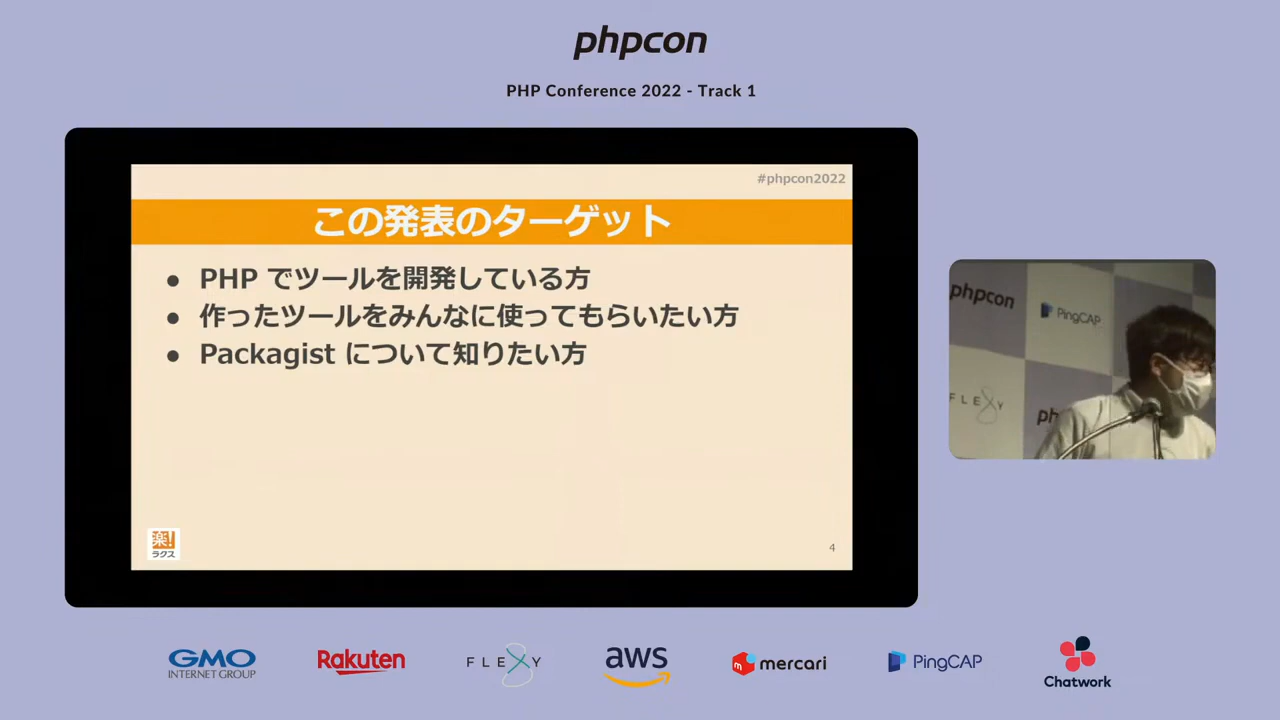 phpcon
PHP Conference 2022 - Track 1
#phpcon2022
この発表のターゲット
● PHP でツールを開発している方
● 作ったツールをみんなに使ってもらいたい方
● Packagist について知りたい方
楽!
ラクス
4
phpcon
PingCAP
FLEXY
ph
GMO
INTERNET GROUP
Rakuten
FLEXY
aws
mercari
PingCAP
Chatwork